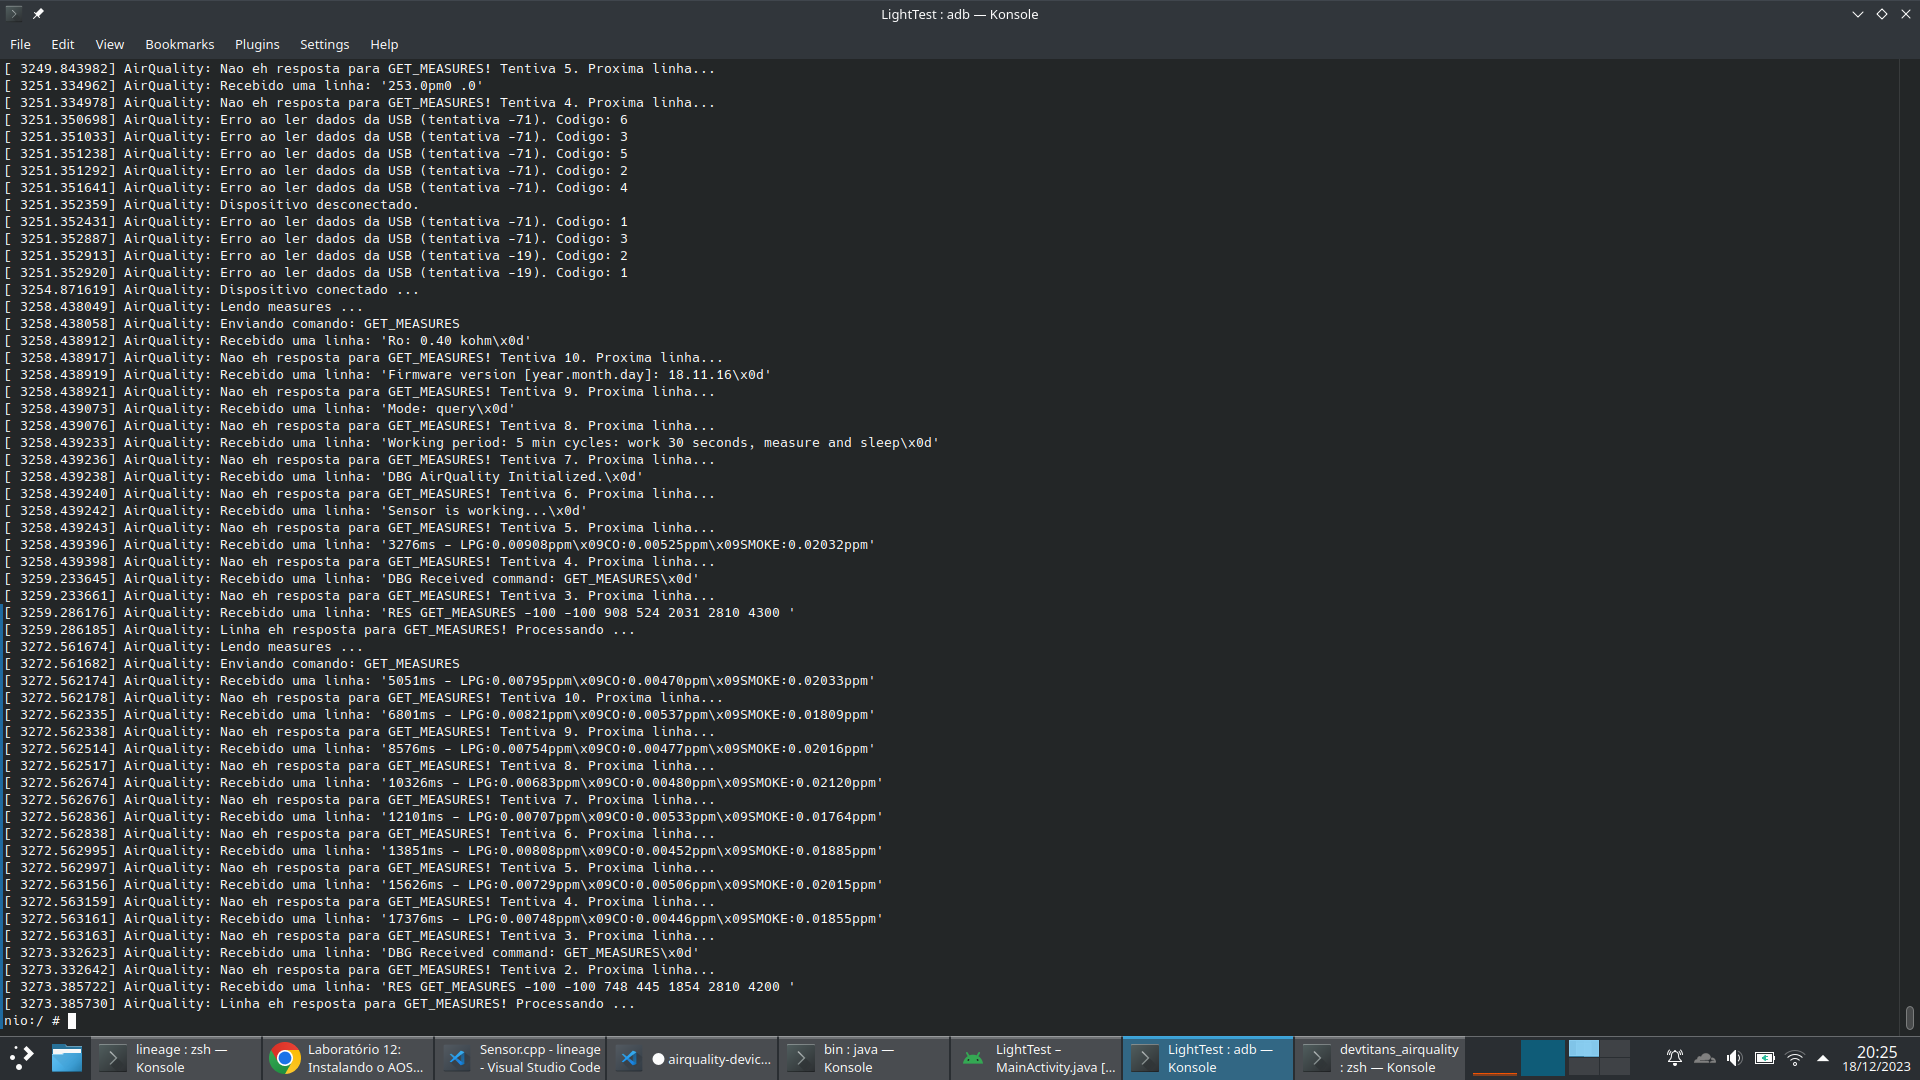 LightTest : adb — Konsole
File Edit View Bookmarks Plugins Settings Help
[ 3249.843982] AirQuality: Nao eh resposta para GET_MEASURES! Tentiva 5. Proxima linha...
[ 3251.334962] AirQuality: Recebido uma linha: '253.0pm0 .0'
[ 3251.334978] AirQuality: Nao eh resposta para GET_MEASURES! Tentiva 4. Proxima linha...
[ 3251.350698] AirQuality: Erro ao ler dados da USB (tentativa -71). Codigo: 6
[ 3251.351033] AirQuality: Erro ao ler dados da USB (tentativa -71). Codigo: 3
[ 3251.351238] AirQuality: Erro ao ler dados da USB (tentativa -71). Codigo: 5
[ 3251.351292] AirQuality: Erro ao ler dados da USB (tentativa -71). Codigo: 2
[ 3251.351641] AirQuality: Erro ao ler dados da USB (tentativa -71). Codigo: 4
[ 3251.352359] AirQuality: Dispositivo desconectado.
[ 3251.352431] AirQuality: Erro ao ler dados da USB (tentativa -71). Codigo: 1
[ 3251.352887] AirQuality: Erro ao ler dados da USB (tentativa -71). Codigo: 3
[ 3251.352913] AirQuality: Erro ao ler dados da USB (tentativa -19). Codigo: 2
[ 3251.352920] AirQuality: Erro ao ler dados da USB (tentativa -19). Codigo: 1
[ 3254.871619] AirQuality: Dispositivo conectado ...
[ 3258.438049] AirQuality: Lendo measures ...
[ 3258.438058] AirQuality: Enviando comando: GET_MEASURES
[ 3258.438912] AirQuality: Recebido uma linha: 'Ro: 0.40 kohm\x0d'
[ 3258.438917] AirQuality: Nao eh resposta para GET_MEASURES! Tentiva 10. Proxima linha...
[ 3258.438919] AirQuality: Recebido uma linha: 'Firmware version [year.month.day]: 18.11.16\x0d'
[ 3258.438921] AirQuality: Nao eh resposta para GET_MEASURES! Tentiva 9. Proxima linha...
[ 3258.439073] AirQuality: Recebido uma linha: 'Mode: query\x0d'
[ 3258.439076] AirQuality: Nao eh resposta para GET_MEASURES! Tentiva 8. Proxima linha...
[ 3258.439233] AirQuality: Recebido uma linha: 'Working period: 5 min cycles: work 30 seconds, measure and sleep\x0d'
[ 3258.439236] AirQuality: Nao eh resposta para GET_MEASURES! Tentiva 7. Proxima linha...
[ 3258.439238] AirQuality: Recebido uma linha: 'DBG AirQuality Initialized.\x0d'
[ 3258.439240] AirQuality: Nao eh resposta para GET_MEASURES! Tentiva 6. Proxima linha...
[ 3258.439242] AirQuality: Recebido uma linha: 'Sensor is working...\x0d'
[ 3258.439243] AirQuality: Nao eh resposta para GET_MEASURES! Tentiva 5. Proxima linha...
[ 3258.439396] AirQuality: Recebido uma linha: '3276ms - LPG:0.00908ppm\x09CO:0.00525ppm\x09SMOKE:0.02032ppm'
[ 3258.439398] AirQuality: Nao eh resposta para GET_MEASURES! Tentiva 4. Proxima linha...
[ 3259.233645] AirQuality: Recebido uma linha: 'DBG Received command: GET_MEASURES\x0d'
[ 3259.233661] AirQuality: Nao eh resposta para GET_MEASURES! Tentiva 3. Proxima linha...
[ 3259.286176] AirQuality: Recebido uma linha: 'RES GET_MEASURES -100 -100 908 524 2031 2810 4300 '
[ 3259.286185] AirQuality: Linha eh resposta para GET_MEASURES! Processando ...
[ 3272.561674] AirQuality: Lendo measures ...
[ 3272.561682] AirQuality: Enviando comando: GET_MEASURES
[ 3272.562174] AirQuality: Recebido uma linha: '5051ms - LPG:0.00795ppm\x09CO:0.00470ppm\x09SMOKE:0.02033ppm'
[ 3272.562178] AirQuality: Nao eh resposta para GET_MEASURES! Tentiva 10. Proxima linha...
[ 3272.562335] AirQuality: Recebido uma linha: '6801ms - LPG:0.00821ppm\x09CO:0.00537ppm\x09SMOKE:0.01809ppm'
[ 3272.562338] AirQuality: Nao eh resposta para GET_MEASURES! Tentiva 9. Proxima linha...
[ 3272.562514] AirQuality: Recebido uma linha: '8576ms - LPG:0.00754ppm\x09CO:0.00477ppm\x09SMOKE:0.02016ppm'
[ 3272.562517] AirQuality: Nao eh resposta para GET_MEASURES! Tentiva 8. Proxima linha...
[ 3272.562674] AirQuality: Recebido uma linha: '10326ms - LPG:0.00683ppm\x09CO:0.00480ppm\x09SMOKE:0.02120ppm'
[ 3272.562676] AirQuality: Nao eh resposta para GET_MEASURES! Tentiva 7. Proxima linha...
[ 3272.562836] AirQuality: Recebido uma linha: '12101ms - LPG:0.00707ppm\x09CO:0.00533ppm\x09SMOKE:0.01764ppm'
[ 3272.562838] AirQuality: Nao eh resposta para GET_MEASURES! Tentiva 6. Proxima linha...
[ 3272.562995] AirQuality: Recebido uma linha: '13851ms - LPG:0.00808ppm\x09CO:0.00452ppm\x09SMOKE:0.01885ppm'
[ 3272.562997] AirQuality: Nao eh resposta para GET_MEASURES! Tentiva 5. Proxima linha...
[ 3272.563156] AirQuality: Recebido uma linha: '15626ms - LPG:0.00729ppm\x09CO:0.00506ppm\x09SMOKE:0.02015ppm'
[ 3272.563159] AirQuality: Nao eh resposta para GET_MEASURES! Tentiva 4. Proxima linha...
[ 3272.563161] AirQuality: Recebido uma linha: '17376ms - LPG:0.00748ppm\x09CO:0.00446ppm\x09SMOKE:0.01855ppm'
[ 3272.563163] AirQuality: Nao eh resposta para GET_MEASURES! Tentiva 3. Proxima linha...
[ 3273.332623] AirQuality: Recebido uma linha: 'DBG Received command: GET_MEASURES\x0d'
[ 3273.332642] AirQuality: Nao eh resposta para GET_MEASURES! Tentiva 2. Proxima linha...
[ 3273.385722] AirQuality: Recebido uma linha: 'RES GET_MEASURES -100 -100 748 445 1854 2810 4200 '
[ 3273.385730] AirQuality: Linha eh resposta para GET_MEASURES! Processando ...
nio:/ #
lineage : zsh —
Konsole
Laboratório 12:
Instalando o AOS...
Sensor.cpp - lineage
- Visual Studio Code
airquality-devic...
bin : java —
Konsole
LightTest –
MainActivity.java [...
LightTest : adb —
Konsole
devtitans_airquality
: zsh — Konsole
20:25
18/12/2023